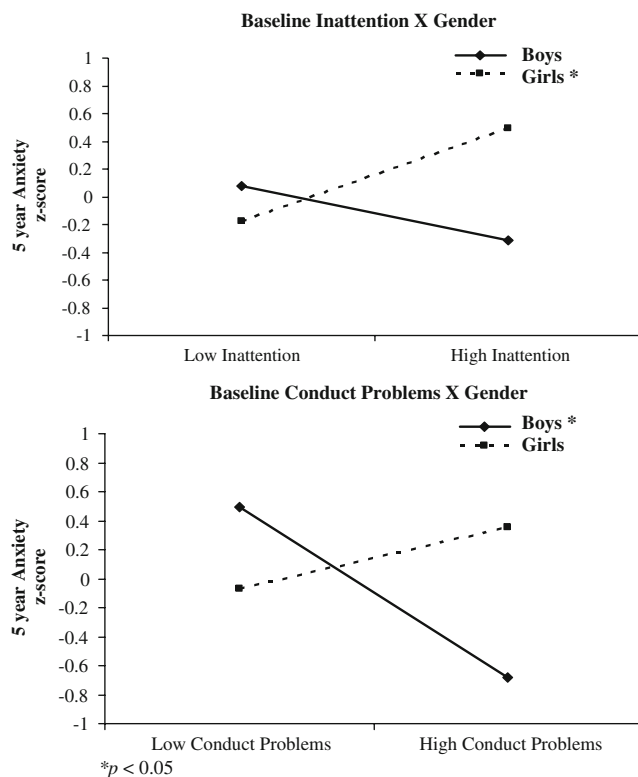 Baseline Inattention X Gender
Boys
Girls *
1
0.8
0.6
0.4
0.2
0
-0.2
-0.4
-0.6
-0.8
-1
5 year Anxiety
z-score
Low Inattention
High Inattention
Baseline Conduct Problems X Gender
Boys *
Girls
1
0.8
0.6
0.4
0.2
0
-0.2
-0.4
-0.6
-0.8
-1
5 year Anxiety
z-score
Low Conduct Problems
High Conduct Problems
*p < 0.05